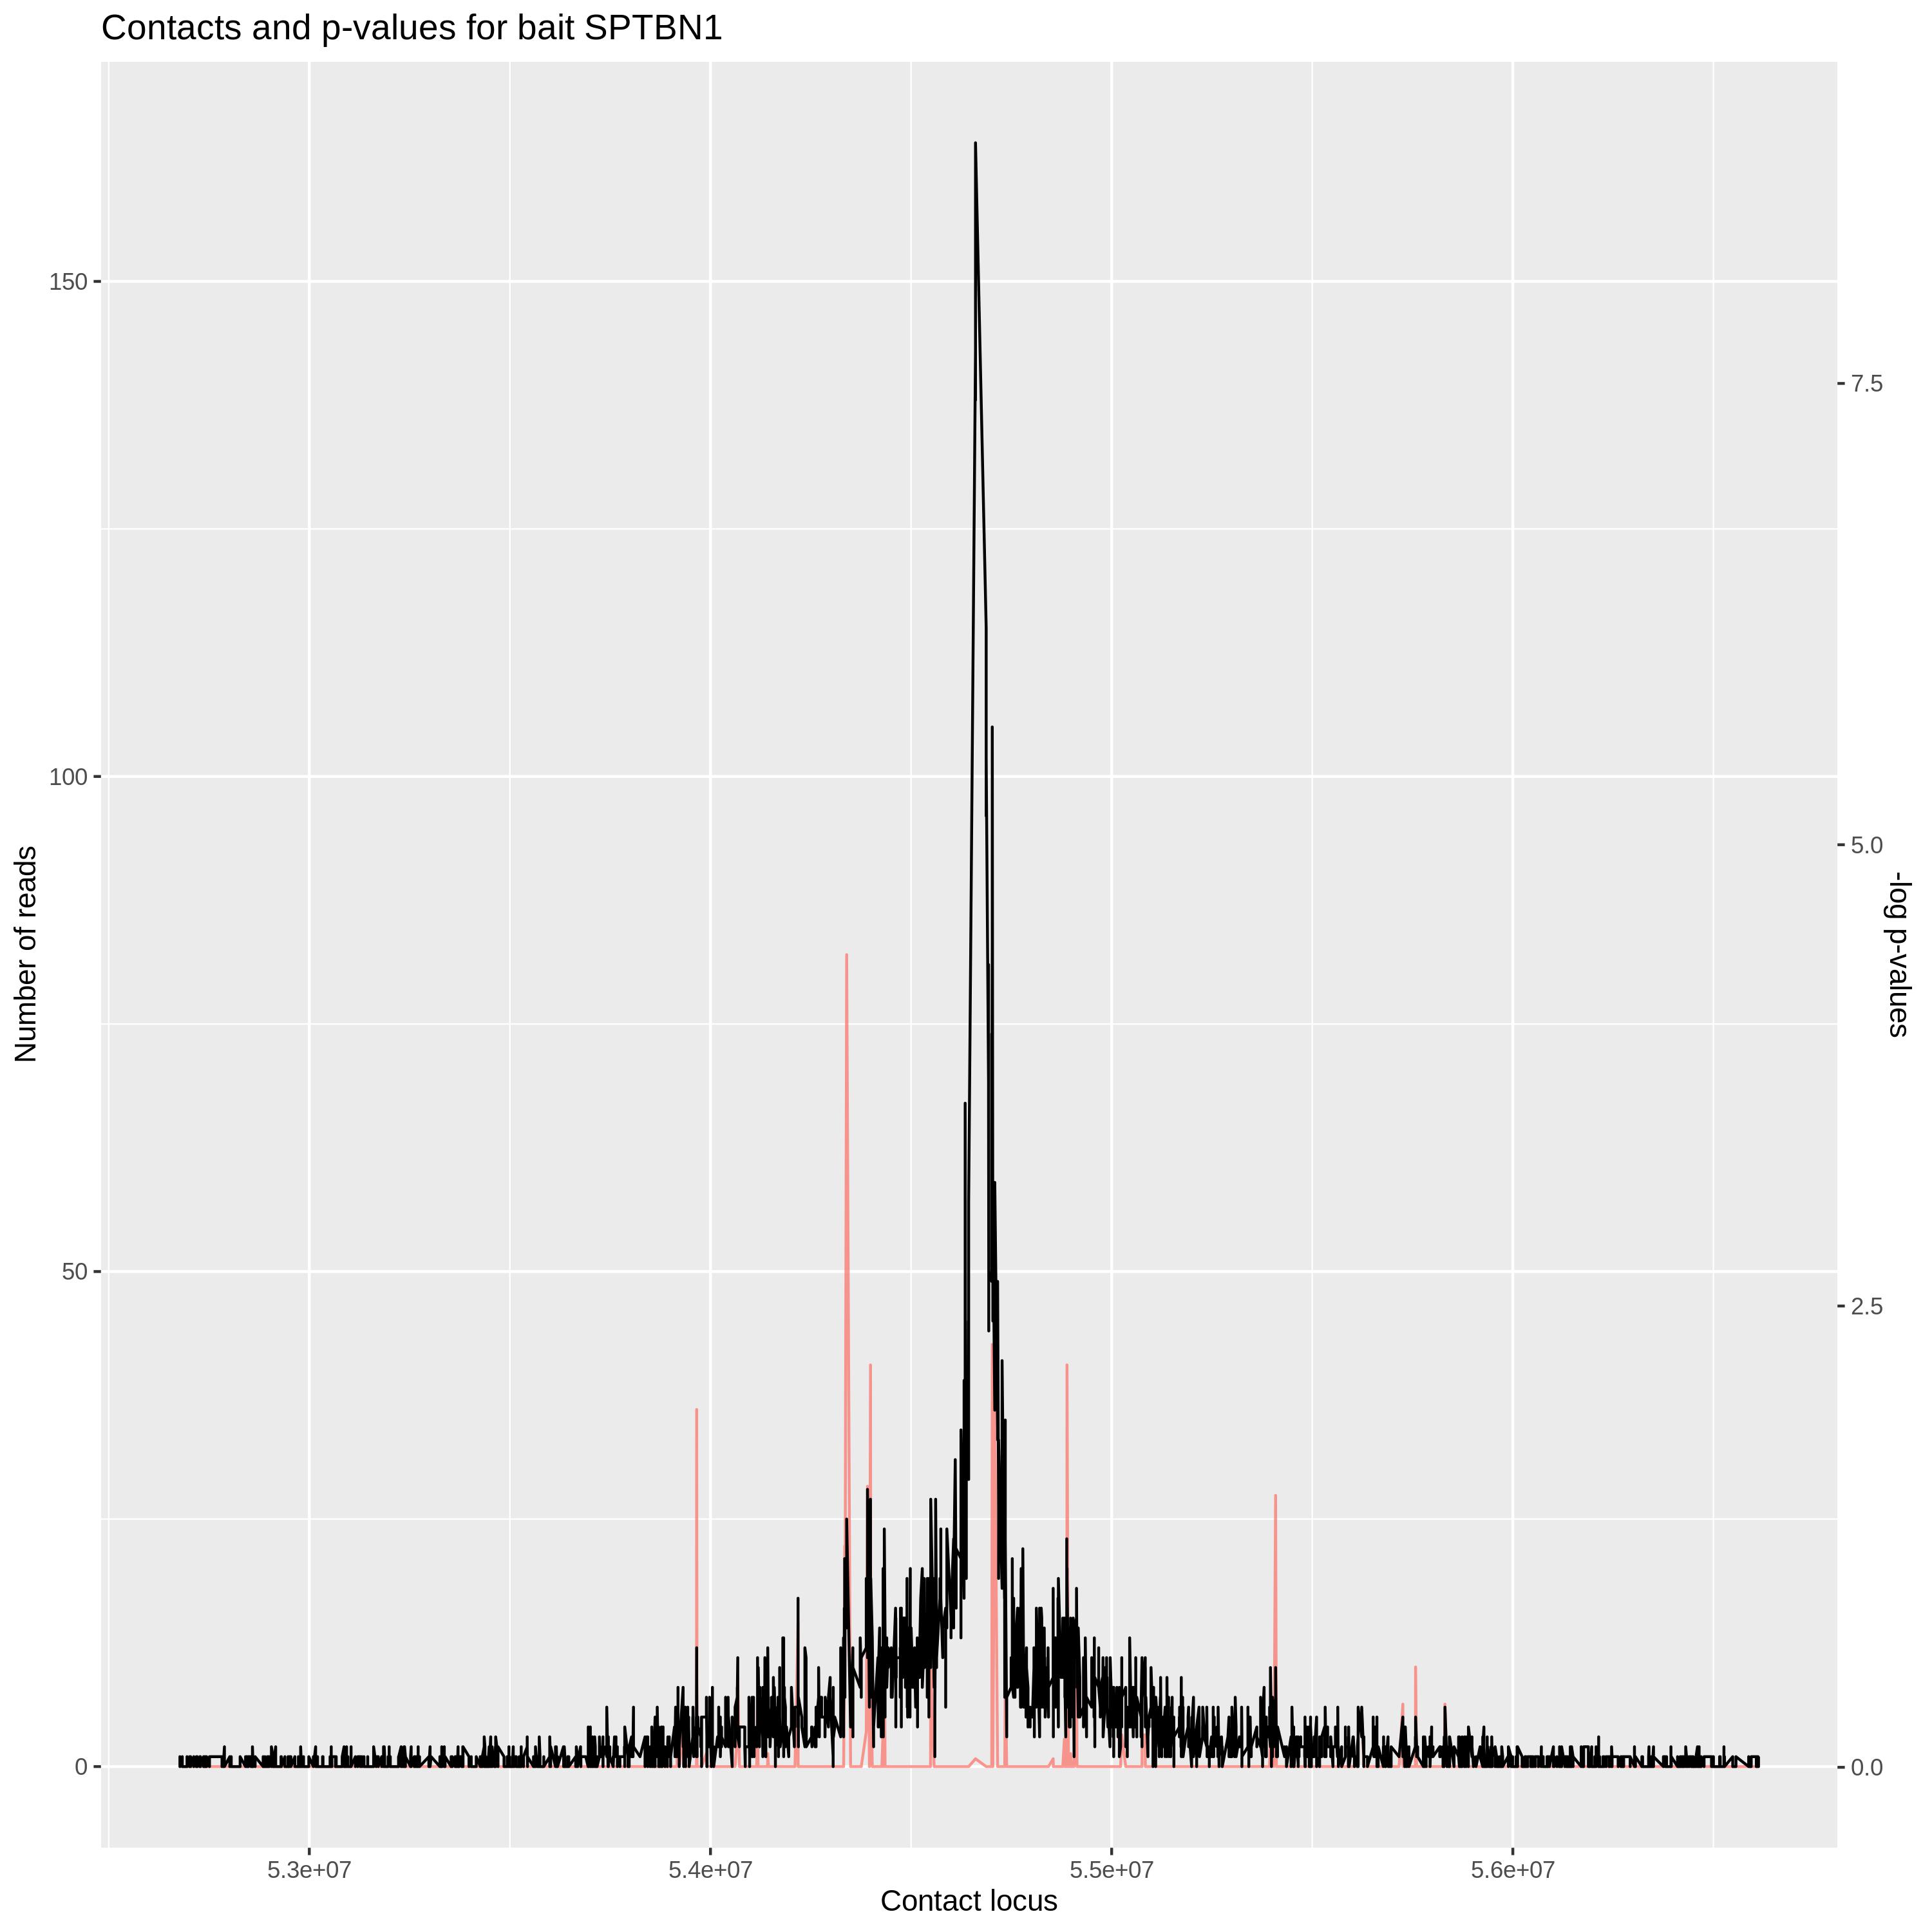 Contacts and p-values for bait SPTBN1
Number of reads
150
100
50
0
7.5
5.0
2.5
0.0
-log p-values
5.3e+07
5.4e+07
5.5e+07
5.6e+07
Contact locus